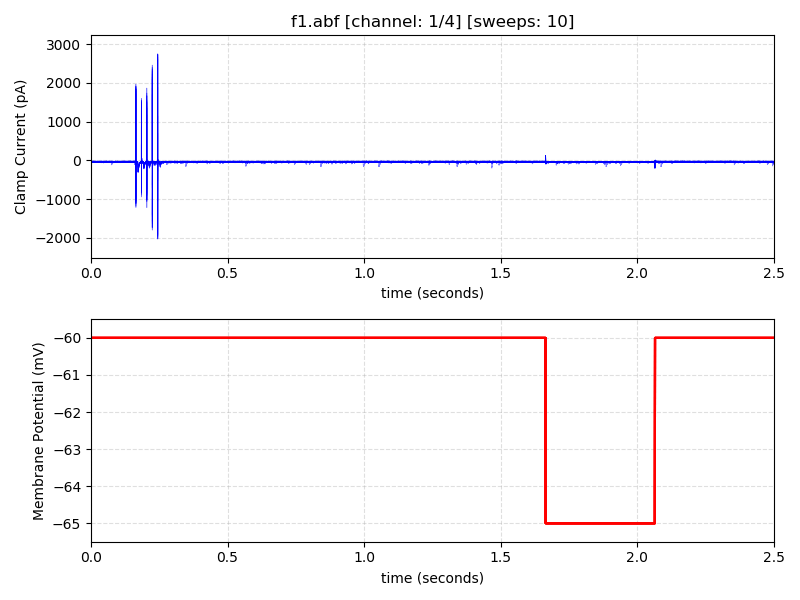 f1.abf [channel: 1/4] [sweeps: 10]
Clamp Current (pA)
3000
2000
1000
0
−1000
−2000
0.0 0.5 1.0 1.5 2.0 2.5
time (seconds)
Membrane Potential (mV)
−60
−61
−62
−63
−64
−65
0.0 0.5 1.0 1.5 2.0 2.5
time (seconds)